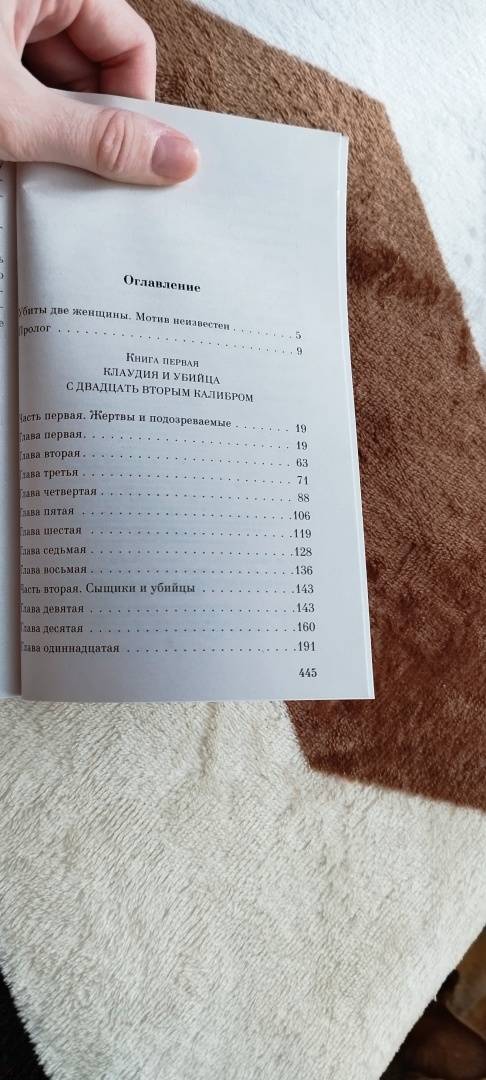 Оглавление
Убиты две женщины. Мотив неизвестен . . . . . . . . 5
Пролог . . . . . . . . . . . . . . . . . . . . . . . . . . . 9
КНИГА ПЕРВАЯ
КЛАУДИЯ И УБИЙЦА
С ДВАДЦАТЬ ВТОРЫМ КАЛИБРОМ
Часть первая. Жертвы и подозреваемые . . . . . . . 19
Глава первая. . . . . . . . . . . . . . . . . . . . . . . 19
Глава вторая. . . . . . . . . . . . . . . . . . . . . . . 63
Глава третья . . . . . . . . . . . . . . . . . . . . . . . 71
Глава четвертая . . . . . . . . . . . . . . . . . . . . . 88
Глава пятая . . . . . . . . . . . . . . . . . . . . . . .106
Глава шестая . . . . . . . . . . . . . . . . . . . . . .119
Глава седьмая . . . . . . . . . . . . . . . . . . . . .128
Глава восьмая . . . . . . . . . . . . . . . . . . . . .136
Часть вторая. Сыщики и убийцы . . . . . . . . . .143
Глава девятая . . . . . . . . . . . . . . . . . . . . .143
Глава десятая . . . . . . . . . . . . . . . . . . . . .160
Глава одиннадцатая . . . . . . . . . . . . . . . . .191
445